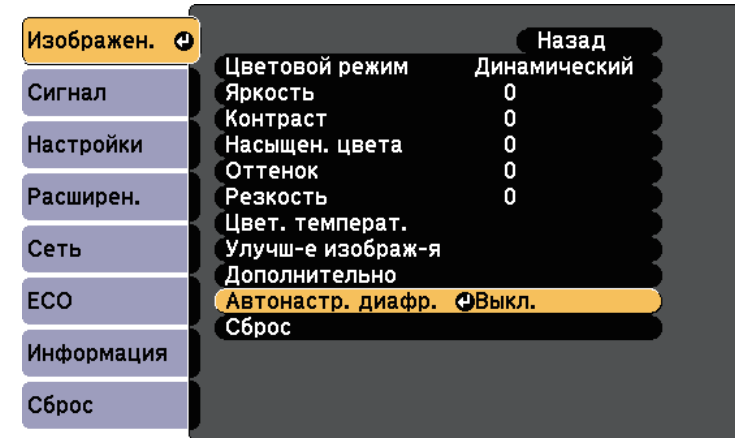 Изображен.
Сигнал
Настройки
Расширен.
Сеть
ECO
Информация
Сброс
Назад
Цветовой режим Динамический
Яркость 0
Контраст 0
Насыщен. цвета 0
Оттенок 0
Резкость 0
Цвет. температ.
Улучш-е изображ-я
Дополнительно
Автонастр. диафр. Выкл.
Сброс